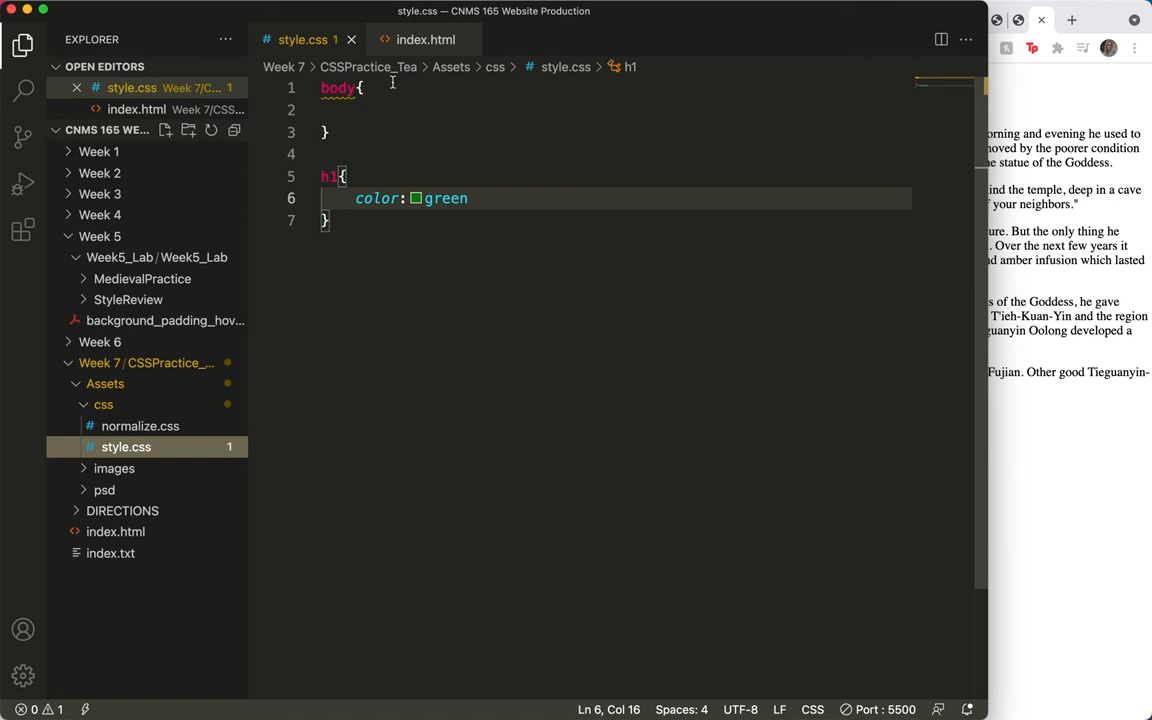 style.css — CNMS 165 Website Production
EXPLORER
style.css 1
index.html
OPEN EDITORS
style.css Week 7/C... 1
index.html Week 7/CSS...
CNMS 165 WE...
Week 1
Week 2
Week 3
Week 4
Week 5
Week5_Lab / Week5_Lab
MedievalPractice
StyleReview
background_padding_hov...
Week 6
Week 7 / CSSPractice_...
Assets
css
normalize.css
style.css 1
images
psd
DIRECTIONS
index.html
index.txt
Week 7 > CSSPractice_Tea > Assets > css > # style.css > h1
1 body{
2
3 }
4
5 h1{
6 color: green
7 }
Tp
orning and evening he used to
noved by the poorer condition
e statue of the Goddess.
ind the temple, deep in a cave
f your neighbors."
ure. But the only thing he
. Over the next few years it
nd amber infusion which lasted
s of the Goddess, he gave
T'ieh-Kuan-Yin and the region
guanyin Oolong developed a
Fujian. Other good Tieguanyin-
0 1
Ln 6, Col 16 Spaces: 4 UTF-8 LF CSS Port : 5500